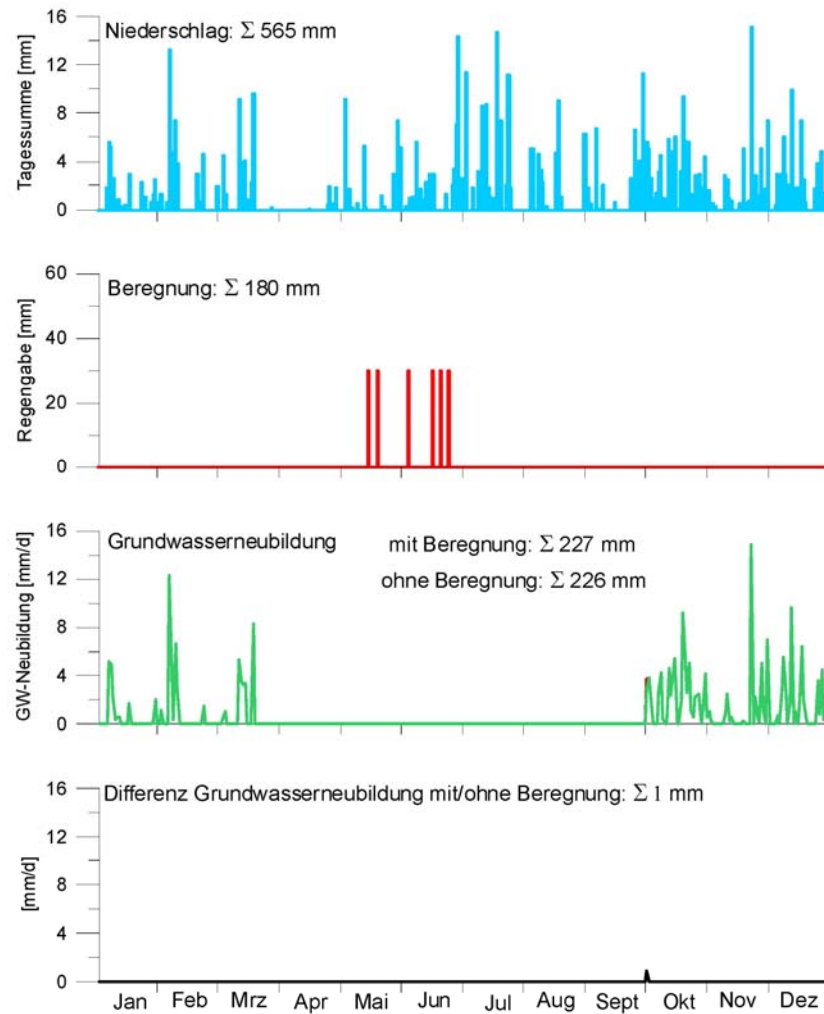 16
Niederschlag: Σ 565 mm
12
8
4
0
Tagessumme [mm]
60
Beregnung: Σ 180 mm
40
20
0
Regengabe [mm]
16
Grundwasserneubildung mit Beregnung: Σ 227 mm
12
ohne Beregnung: Σ 226 mm
8
4
0
GW-Neubildung [mm/d]
16
Differenz Grundwasserneubildung mit/ohne Beregnung: Σ 1 mm
12
8
4
0
[mm/d]
Jan Feb Mrz Apr Mai Jun Jul Aug Sept Okt Nov Dez